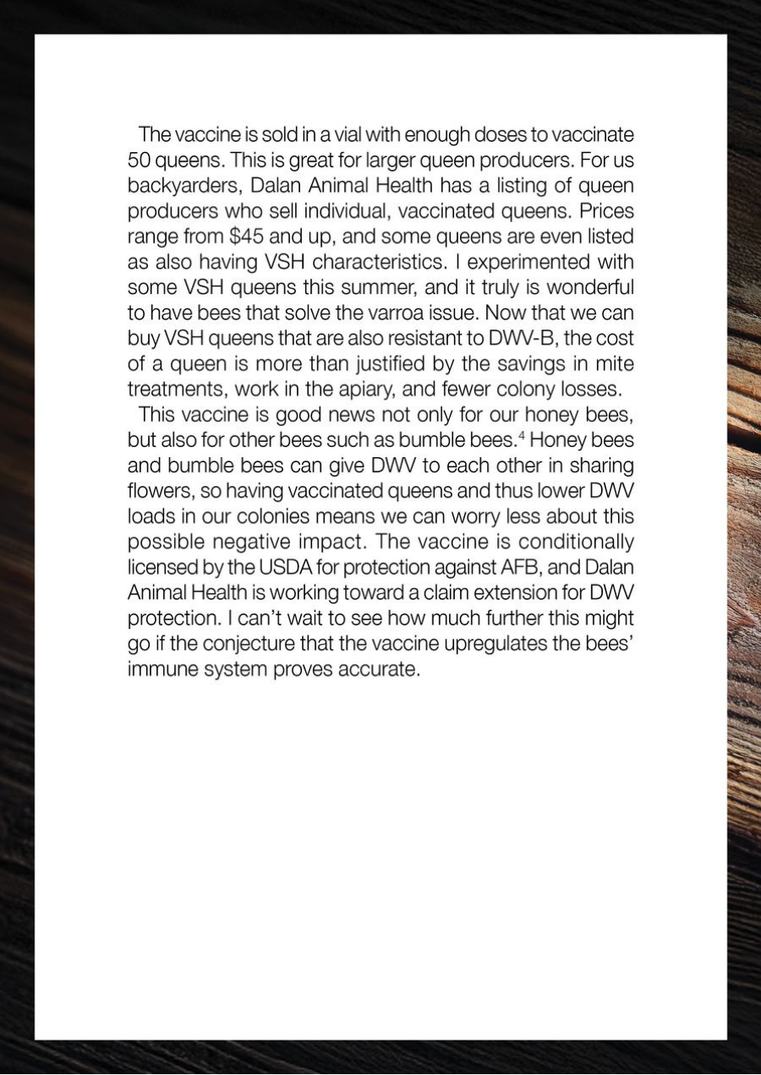 The vaccine is sold in a vial with enough doses to vaccinate
50 queens. This is great for larger queen producers. For us
backyarders, Dalan Animal Health has a listing of queen
producers who sell individual, vaccinated queens. Prices
range from $45 and up, and some queens are even listed
as also having VSH characteristics. I experimented with
some VSH queens this summer, and it truly is wonderful
to have bees that solve the varroa issue. Now that we can
buy VSH queens that are also resistant to DWV-B, the cost
of a queen is more than justified by the savings in mite
treatments, work in the apiary, and fewer colony losses.
This vaccine is good news not only for our honey bees,
but also for other bees such as bumble bees.⁴ Honey bees
and bumble bees can give DWV to each other in sharing
flowers, so having vaccinated queens and thus lower DWV
loads in our colonies means we can worry less about this
possible negative impact. The vaccine is conditionally
licensed by the USDA for protection against AFB, and Dalan
Animal Health is working toward a claim extension for DWV
protection. I can’t wait to see how much further this might
go if the conjecture that the vaccine upregulates the bees’
immune system proves accurate.